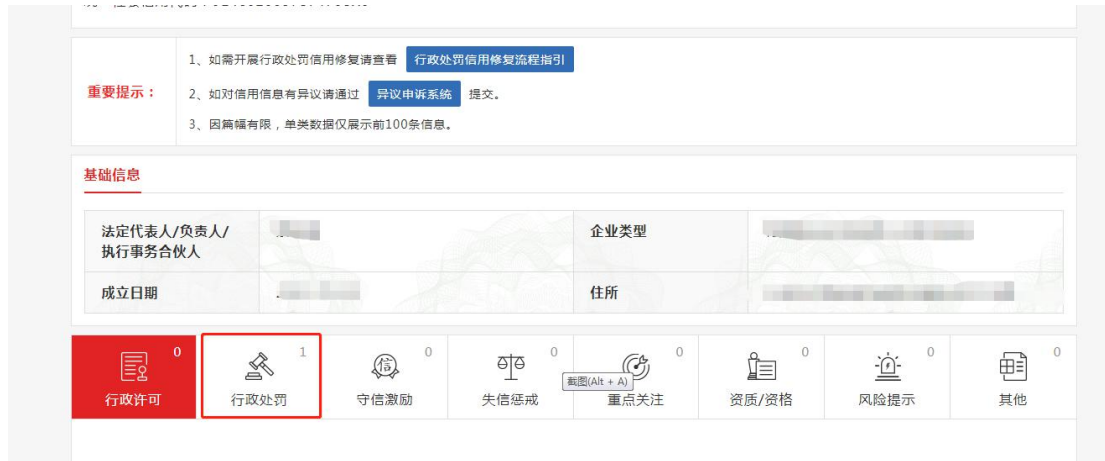 1、如需开展行政处罚信用修复请查看 行政处罚信用修复流程指引
重要提示：
2、如对信用信息有异议请通过 异议申诉系统 提交。
3、因篇幅有限，单类数据仅展示前100条信息。
基础信息
法定代表人/负责人/
执行事务合伙人
企业类型
成立日期
住所
0 1 0 0 0 0 0 0
信
截图(Alt + A)
行政许可 行政处罚 守信激励 失信惩戒 重点关注 资质/资格 风险提示 其他